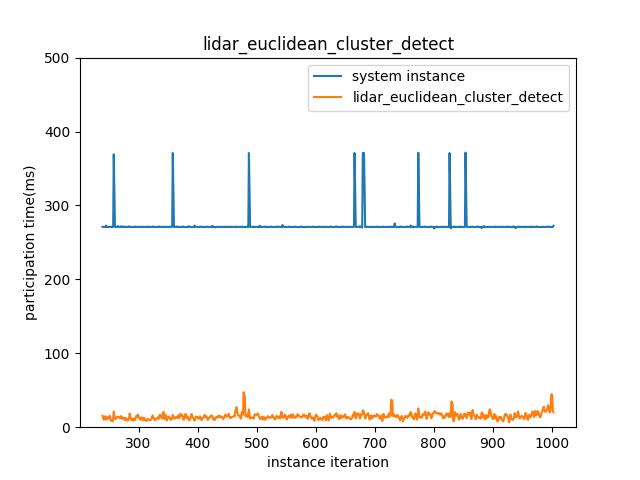 lidar_euclidean_cluster_detect
500
system instance
lidar_euclidean_cluster_detect
400
300
200
100
0
participation time(ms)
300 400 500 600 700 800 900 1000
instance iteration